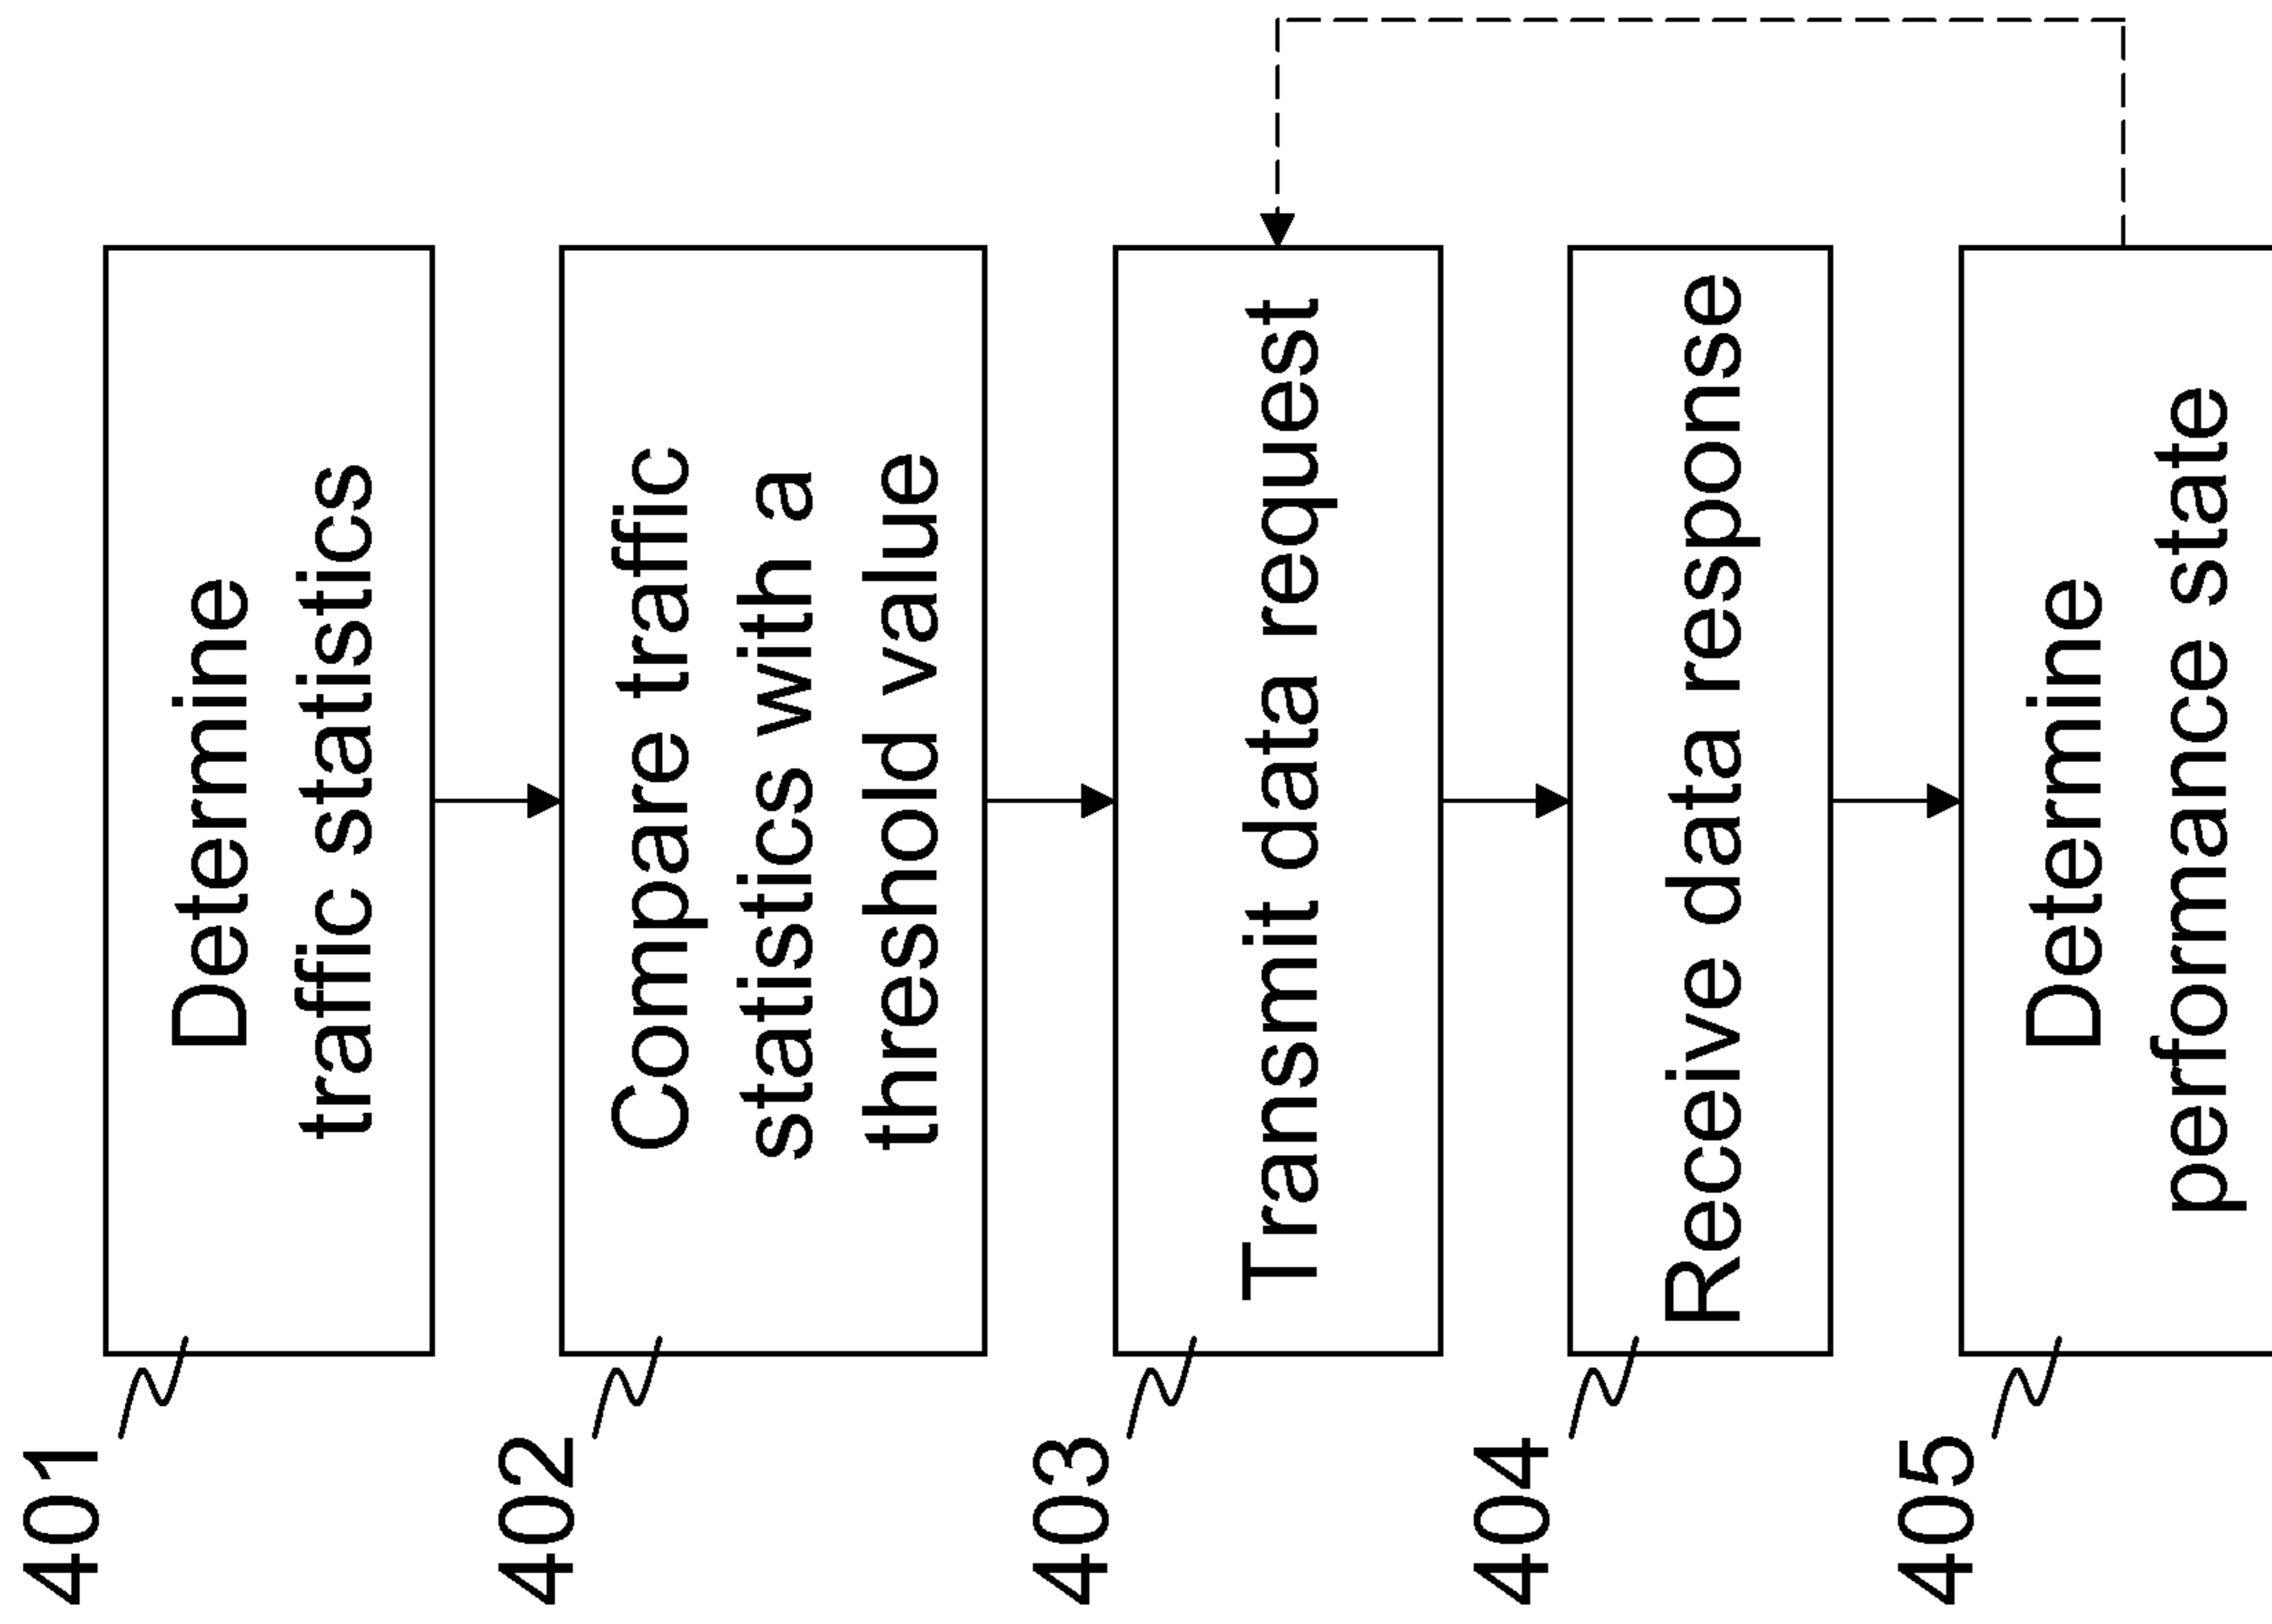 401
Determine
traffic statistics
402
Compare traffic
statistics with a
threshold value
403
Transmit data request
404
Receive data response
405
Determine
performance state